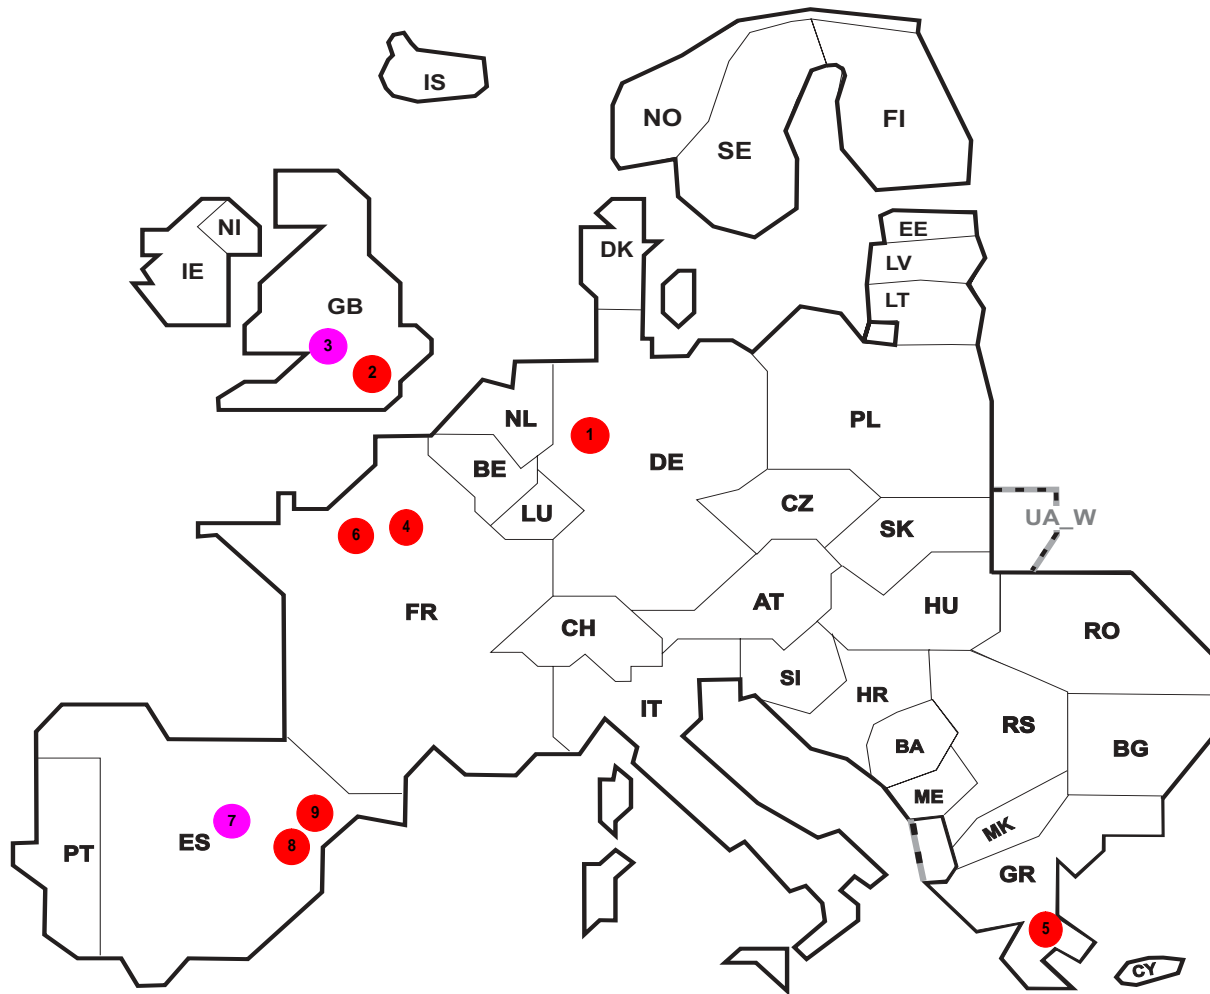 IS
NO
SE
FI
NI
IE
GB
DK
EE
LV
LT
3
2
NL
1
DE
PL
BE
LU
CZ
SK
UA_W
6
4
FR
CH
AT
HU
RO
SI
HR
IT
RS
BA
BG
ME
MK
PT
ES
7
9
8
GR
5
CY